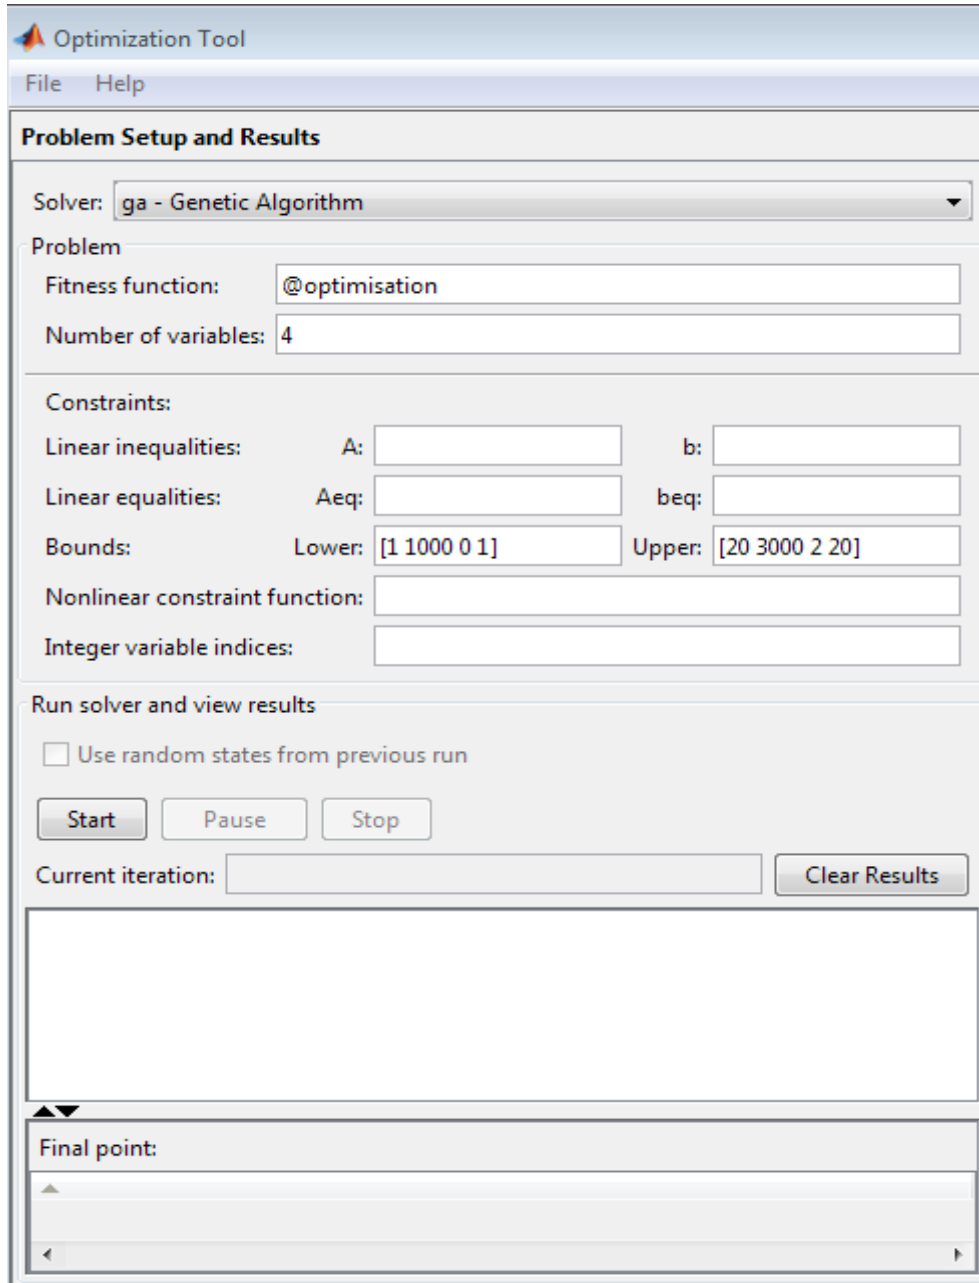 Optimization Tool
File Help
Problem Setup and Results
Solver: ga - Genetic Algorithm
Problem
Fitness function: @optimisation
Number of variables: 4
Constraints:
Linear inequalities: A: b:
Linear equalities: Aeq: beq:
Bounds: Lower: [1 1000 0 1] Upper: [20 3000 2 20]
Nonlinear constraint function:
Integer variable indices:
Run solver and view results
Use random states from previous run
Start Pause Stop
Current iteration: Clear Results
Final point: